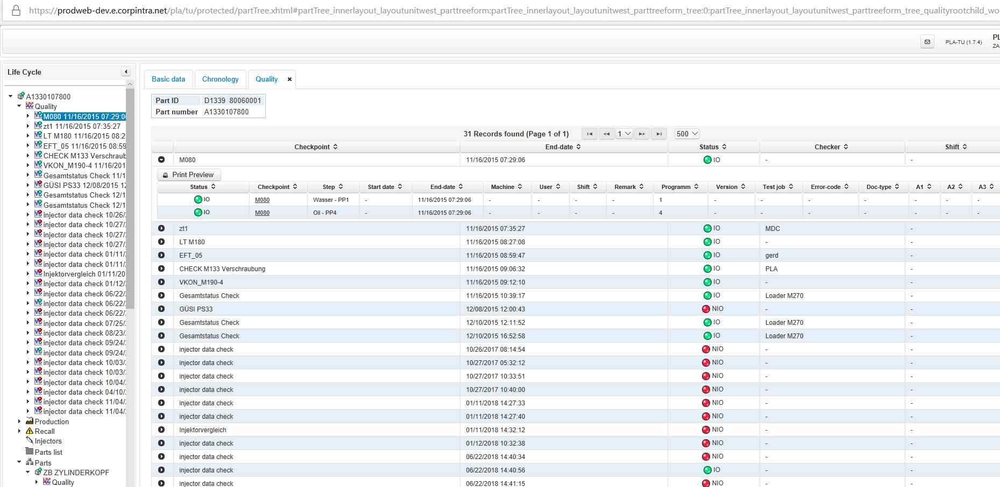 https://prodweb-dev.e.corpintra.net/pla/tu/protected/partTree.xhtml#partTree_innerlayout_layoutunitwest_parttreeform:partTree_innerlayout_layoutunitwest_parttreeform_tree:0:partTree_innerlayout_layoutunitwest_parttreeform_tree_qualityrootchild_wo
PLA-TU (1.7.4)
PL
ZA
Life Cycle
A1330107800
Quality
M080 11/16/2015 07:29:06
zt1 11/16/2015 07:35:27
LT M180 11/16/2015 08:2
EFT_05 11/16/2015 08:59
CHECK M133 Verschraub
VKON_M190-4 11/16/201
Gesamtstatus Check 11/1
GÜSI PS33 12/08/2015 12
Gesamtstatus Check 12/1
Gesamtstatus Check 12/1
injector data check 10/26/
injector data check 10/27/
injector data check 10/27/
injector data check 10/27/
injector data check 01/11/
injector data check 01/11/
Injektorvergleich 01/11/20
injector data check 01/12/
injector data check 06/22/
injector data check 06/22/
injector data check 06/22/
injector data check 07/25/
injector data check 08/23/
injector data check 09/24/
injector data check 09/24/
injector data check 10/03/
injector data check 10/03/
injector data check 10/04/
injector data check 04/10/
injector data check 11/04/
injector data check 11/04/
Production
Recall
Injectors
Parts list
Parts
ZB ZYLINDERKOPF
Quality
Basic data Chronology Quality
Part ID D1339 80060001
Part number A1330107800
31 Records found (Page 1 of 1) 1 500
Checkpoint End-date Status Checker Shift
M080 11/16/2015 07:29:06 IO - -
Print Preview
Status Checkpoint Step Start date End-date Machine User Shift Remark Programm Version Test job Error-code Doc-type A1 A2 A3
IO M080 Wasser - PP1 - 11/16/2015 07:29:06 - - - - 1 - - - - - - -
IO M080 Oil - PP4 - 11/16/2015 07:29:06 - - - - 4 - - - - - - -
zt1 11/16/2015 07:35:27 IO MDC -
LT M180 11/16/2015 08:27:08 IO - -
EFT_05 11/16/2015 08:59:47 IO gerd -
CHECK M133 Verschraubung 11/16/2015 09:06:32 IO PLA -
VKON_M190-4 11/16/2015 09:12:10 IO - -
Gesamtstatus Check 11/16/2015 10:39:17 IO Loader M270 -
GÜSI PS33 12/08/2015 12:00:43 NIO - -
Gesamtstatus Check 12/10/2015 12:11:52 IO Loader M270 -
Gesamtstatus Check 12/10/2015 16:52:58 IO Loader M270 -
injector data check 10/26/2017 08:14:54 NIO - -
injector data check 10/27/2017 05:32:12 NIO - -
injector data check 10/27/2017 10:33:51 NIO - -
injector data check 10/27/2017 10:40:00 NIO - -
injector data check 01/11/2018 14:27:33 NIO - -
injector data check 01/11/2018 14:27:40 NIO - -
Injektorvergleich 01/11/2018 14:32:12 NIO - -
injector data check 01/12/2018 10:32:38 NIO - -
injector data check 06/22/2018 14:40:34 NIO - -
injector data check 06/22/2018 14:40:56 IO - -
injector data check 06/22/2018 14:41:15 NIO - -